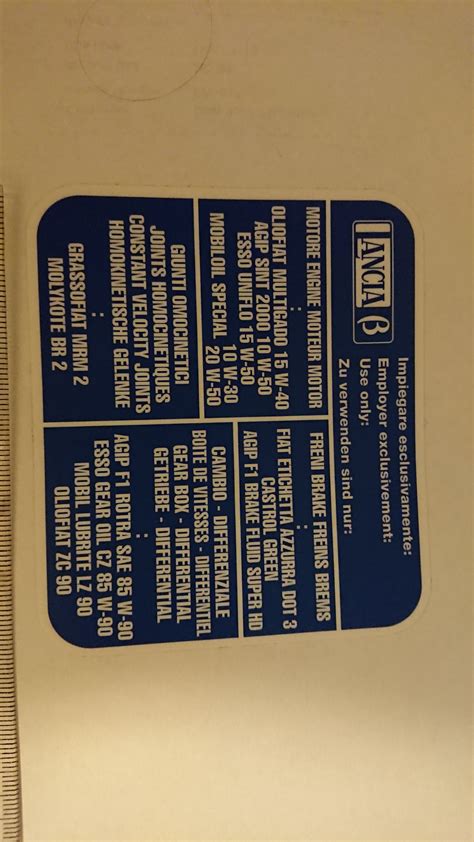 LANCIA β
Impiegare esclusivamente:
Employer exclusivement:
Use only:
Zu verwenden sind nur:
MOTORE ENGINE MOTEUR MOTOR
:
OLIOFIAT MULTIGADO 15 W-40
AGIP SINT 2000 10 W-50
ESSO UNIFLO 15 W-50
MOBILOIL SPECIAL 10 W-30
20 W-50
FRENI BRAKE FREINS BREMS
:
FIAT ETICHETTA AZZURRA DOT 3
CASTROL GREEN
AGIP F1 BRAKE FLUID SUPER HD
GIUNTI OMOCINETICI
JOINTS HOMOCINETIQUES
CONSTANT VELOCITY JOINTS
HOMOKINETISCHE GELENKE
:
GRASSOFIAT MRM 2
MOLYKOTE BR 2
CAMBIO - DIFFERENZIALE
BOITE DE VITESSES - DIFFERENTIEL
GEAR BOX - DIFFERENTIAL
GETRIEBE - DIFFERENTIAL
:
AGIP F1 ROTRA SAE 85 W-90
ESSO GEAR OIL CZ 85 W-90
MOBIL LUBRITE LZ 90
OLIOFIAT ZC 90